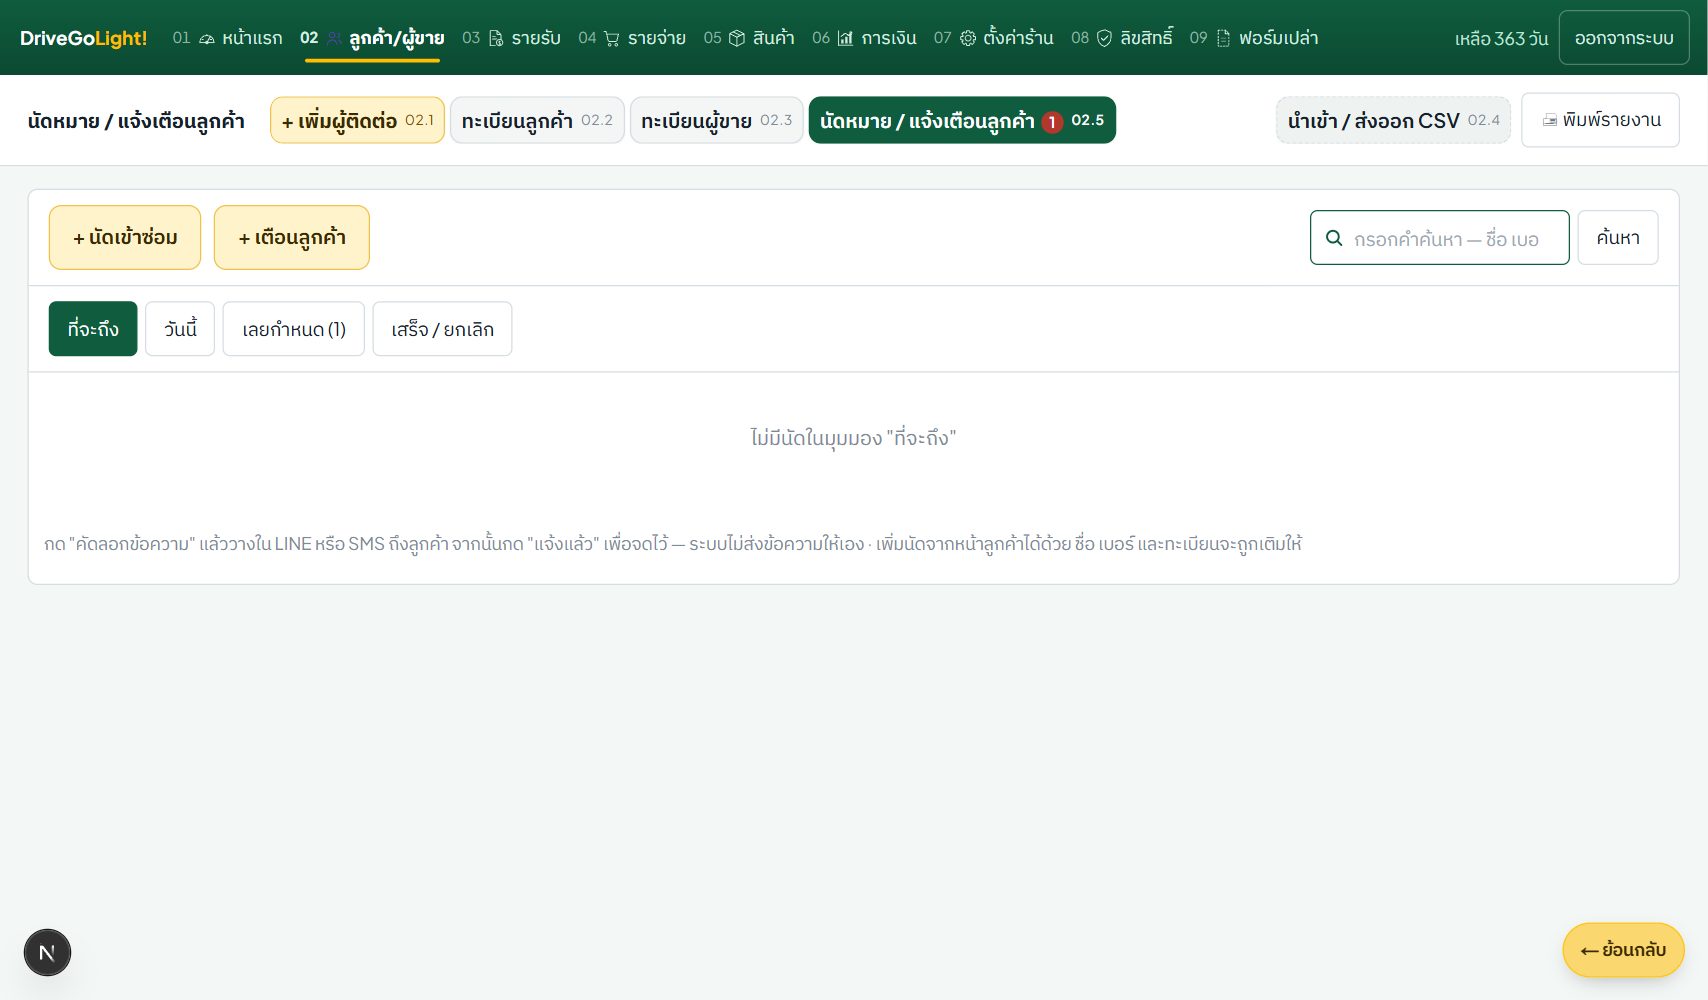 DriveGoLight!
01 หน้าแรก
02 ลูกค้า/ผู้ขาย
03 รายรับ
04 รายจ่าย
05 สินค้า
06 การเงิน
07 ตั้งค่าร้าน
08 ลิขสิทธิ์
09 ฟอร์มเปล่า
เหลือ 363 วัน
ออกจากระบบ
นัดหมาย / แจ้งเตือนลูกค้า
+ เพิ่มผู้ติดต่อ 02.1
ทะเบียนลูกค้า 02.2
ทะเบียนผู้ขาย 02.3
นัดหมาย / แจ้งเตือนลูกค้า 1 02.5
นำเข้า / ส่งออก CSV 02.4
พิมพ์รายงาน
+ นัดเข้าซ่อม
+ เตือนลูกค้า
กรอกคำค้นหา — ชื่อ เบอ
ค้นหา
ที่จะถึง
วันนี้
เลยกำหนด (1)
เสร็จ / ยกเลิก
ไม่มีนัดในมุมมอง "ที่จะถึง"
กด "คัดลอกข้อความ" แล้ววางใน LINE หรือ SMS ถึงลูกค้า จากนั้นกด "แจ้งแล้ว" เพื่อจดไว้ — ระบบไม่ส่งข้อความให้เอง · เพิ่มนัดจากหน้าลูกค้าได้ด้วย ชื่อ เบอร์ และทะเบียนจะถูกเติมให้
N
← ย้อนกลับ